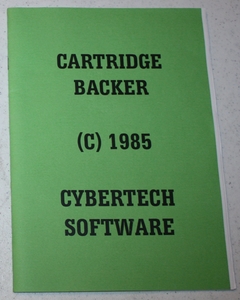 CARTRIDGE
BACKER
(C) 1985
CYBERTECH
SOFTWARE